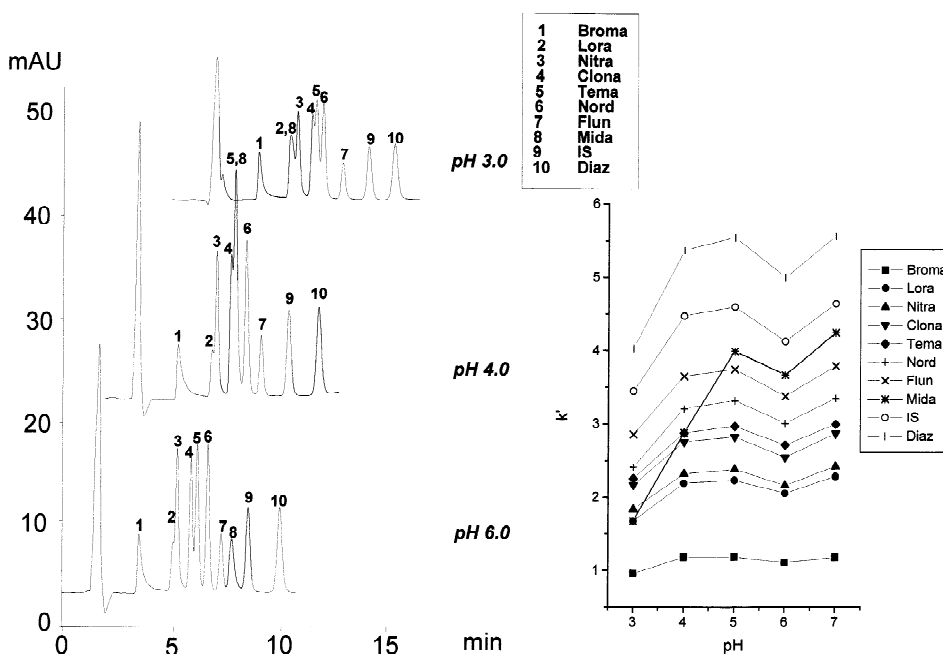 mAU
50
40
30
20
10
0
0
5
10
15
min
1
2,8
3
4
5
6
7
9
10
pH 3.0
1
2
3
4
5,8
6
7
9
10
pH 4.0
1
2
3
4
5
6
7
8
9
10
pH 6.0
1 Broma
2 Lora
3 Nitra
4 Clona
5 Tema
6 Nord
7 Flun
8 Mida
9 IS
10 Diaz
k'
6
5
4
3
2
1
3
4
5
6
7
pH
Broma
Lora
Nitra
Clona
Tema
Nord
Flun
Mida
IS
Diaz